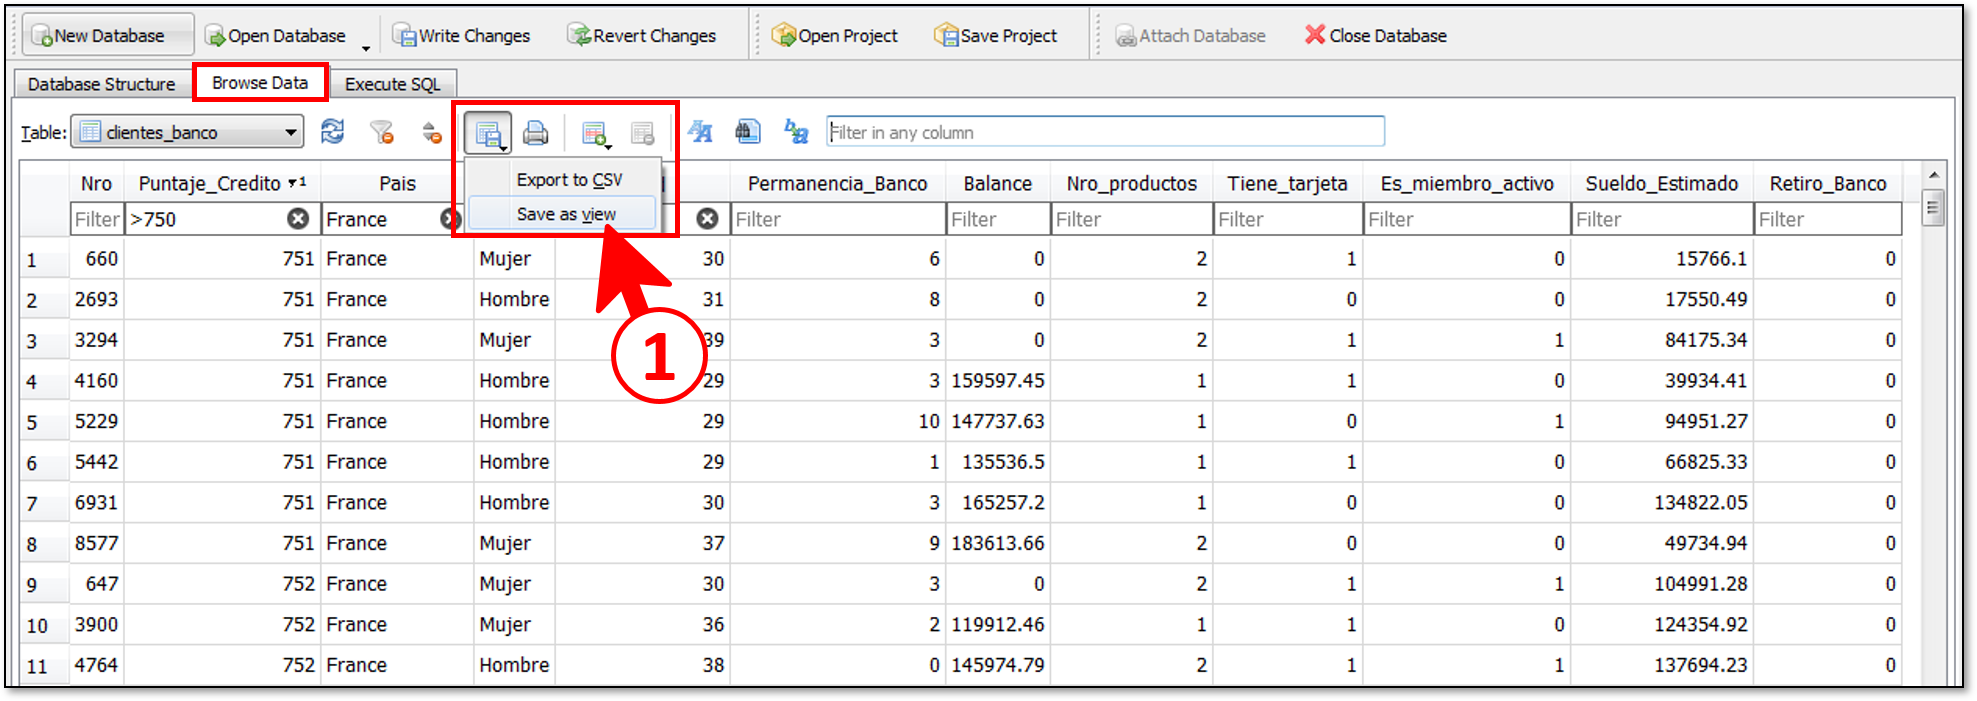 New Database Open Database Write Changes Revert Changes Open Project Save Project Attach Database Close Database
Database Structure Browse Data Execute SQL
Table: clientes_banco Filter in any column
Export to CSV
Save as view
Nro Puntaje_Credito 1 Pais Permanencia_Banco Balance Nro_productos Tiene_tarjeta Es_miembro_activo Sueldo_Estimado Retiro_Banco
Filter >750 France Filter Filter Filter Filter Filter Filter Filter
1 660 751 France Mujer 30 6 0 2 1 0 15766.1 0
2 2693 751 France Hombre 31 8 0 2 0 0 17550.49 0
3 3294 751 France Mujer 39 3 0 2 1 1 84175.34 0
4 4160 751 France Hombre 29 3 159597.45 1 1 0 39934.41 0
5 5229 751 France Hombre 29 10 147737.63 1 0 1 94951.27 0
6 5442 751 France Hombre 29 1 135536.5 1 1 0 66825.33 0
7 6931 751 France Hombre 30 3 165257.2 1 0 0 134822.05 0
8 8577 751 France Mujer 37 9 183613.66 2 0 0 49734.94 0
9 647 752 France Mujer 30 3 0 2 1 1 104991.28 0
10 3900 752 France Mujer 36 2 119912.46 1 1 0 124354.92 0
11 4764 752 France Hombre 38 0 145974.79 2 1 1 137694.23 0
1